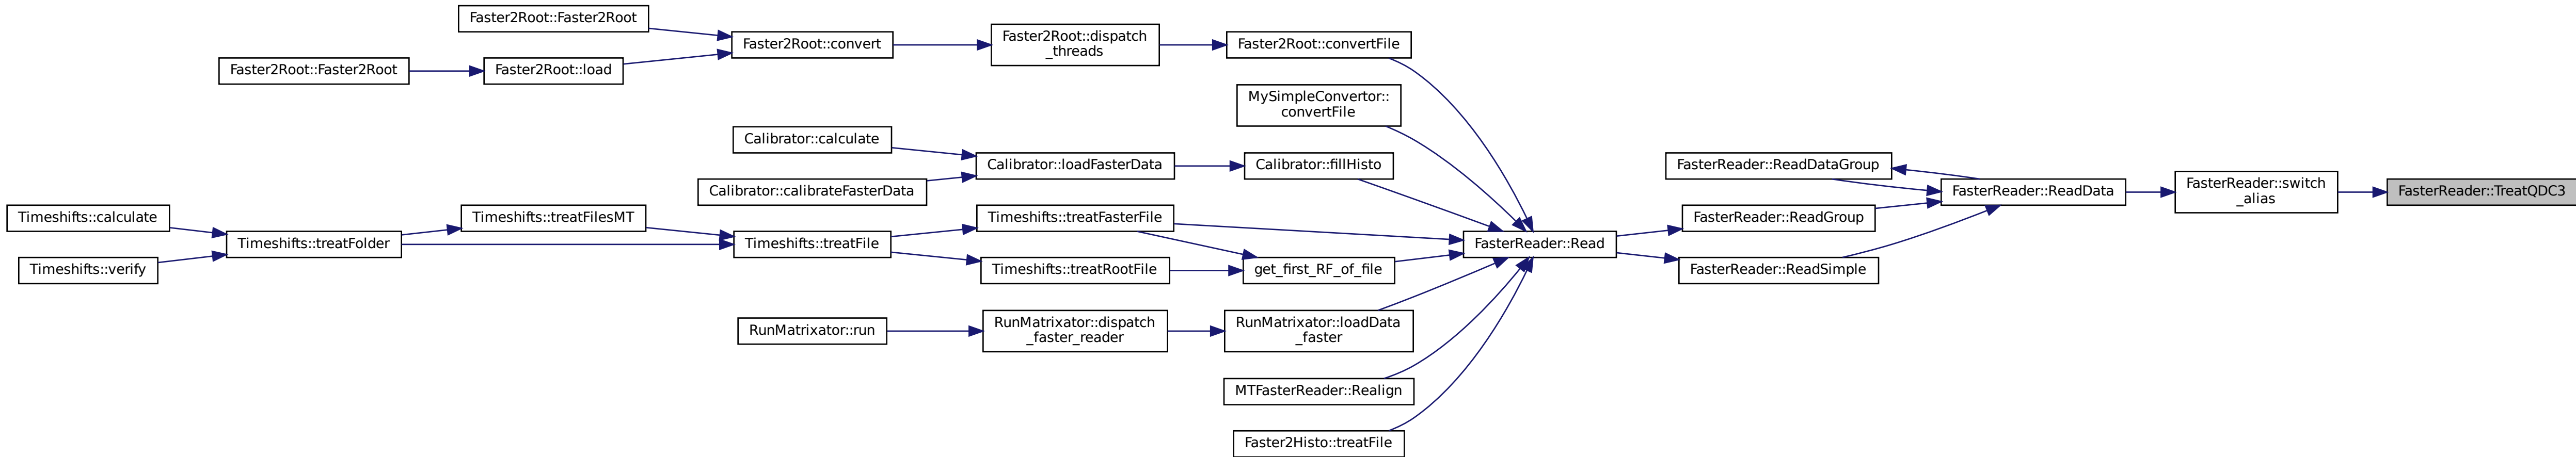 Faster2Root::Faster2Root
Faster2Root::convert
Faster2Root::dispatch
_threads
Faster2Root::convertFile
Faster2Root::Faster2Root
Faster2Root::load
MySimpleConvertor::
convertFile
Calibrator::calculate
Calibrator::loadFasterData
Calibrator::fillHisto
Calibrator::calibrateFasterData
FasterReader::ReadDataGroup
FasterReader::ReadData
FasterReader::switch
_alias
FasterReader::TreatQDC3
Timeshifts::calculate
Timeshifts::treatFilesMT
Timeshifts::treatFasterFile
FasterReader::ReadGroup
Timeshifts::treatFolder
Timeshifts::treatFile
FasterReader::Read
Timeshifts::verify
Timeshifts::treatRootFile
get_first_RF_of_file
FasterReader::ReadSimple
RunMatrixator::run
RunMatrixator::dispatch
_faster_reader
RunMatrixator::loadData
_faster
MTFasterReader::Realign
Faster2Histo::treatFile